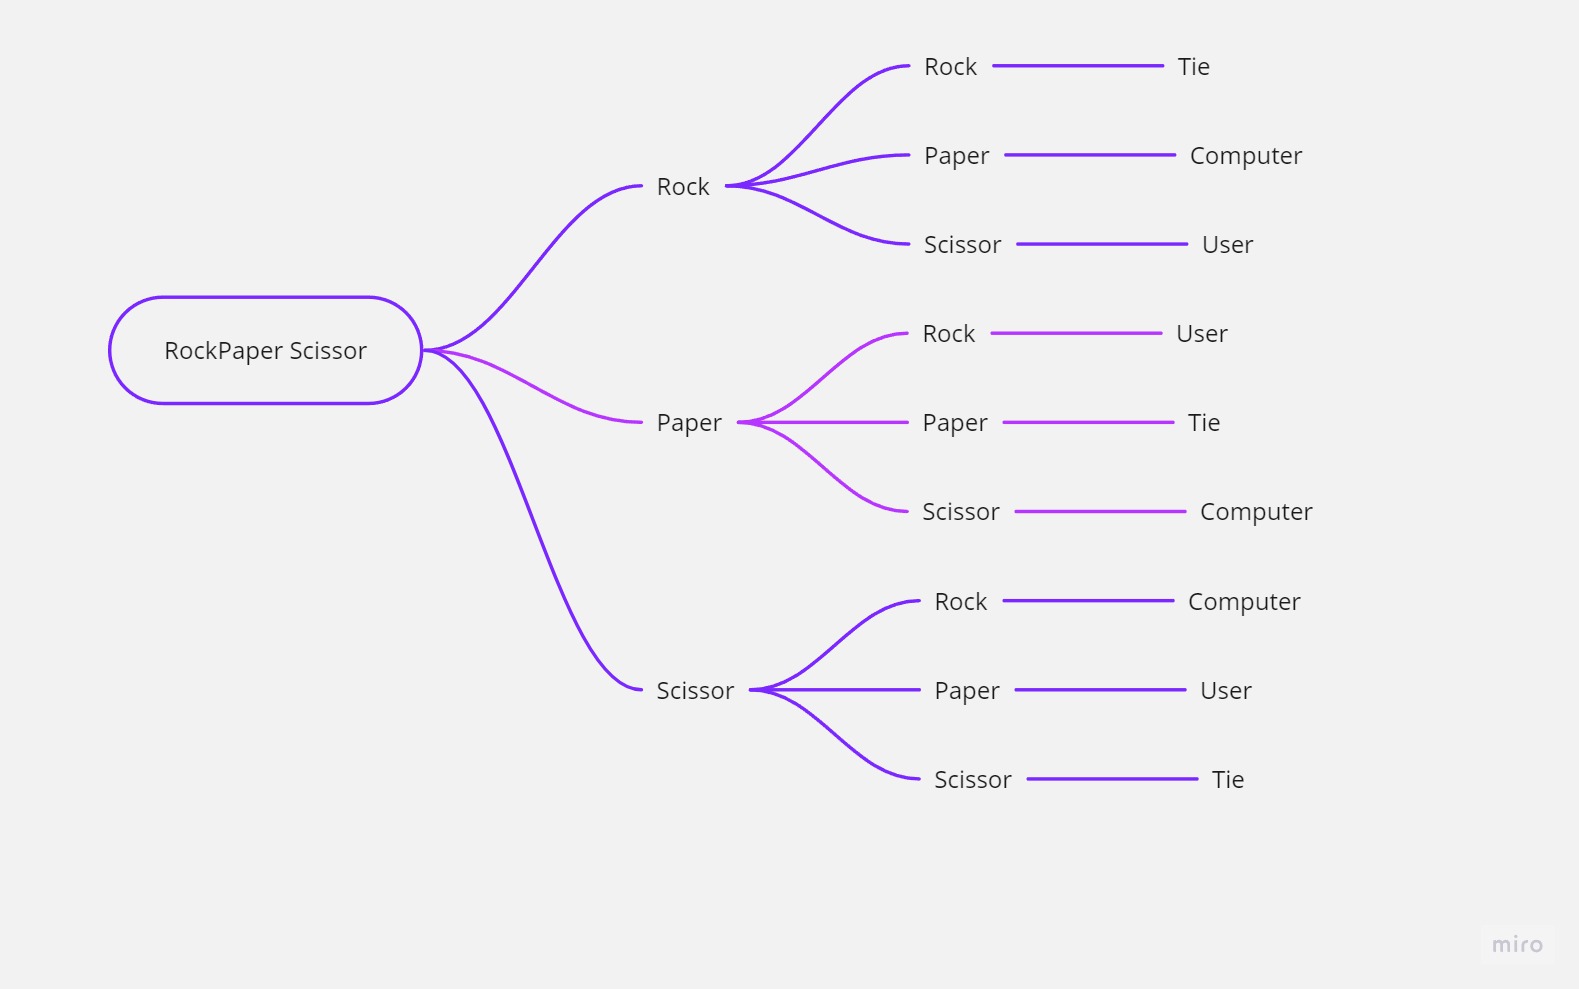 RockPaper Scissor
Rock
Rock
Tie
Paper
Computer
Scissor
User
Paper
Rock
User
Paper
Tie
Scissor
Computer
Scissor
Rock
Computer
Paper
User
Scissor
Tie
miro